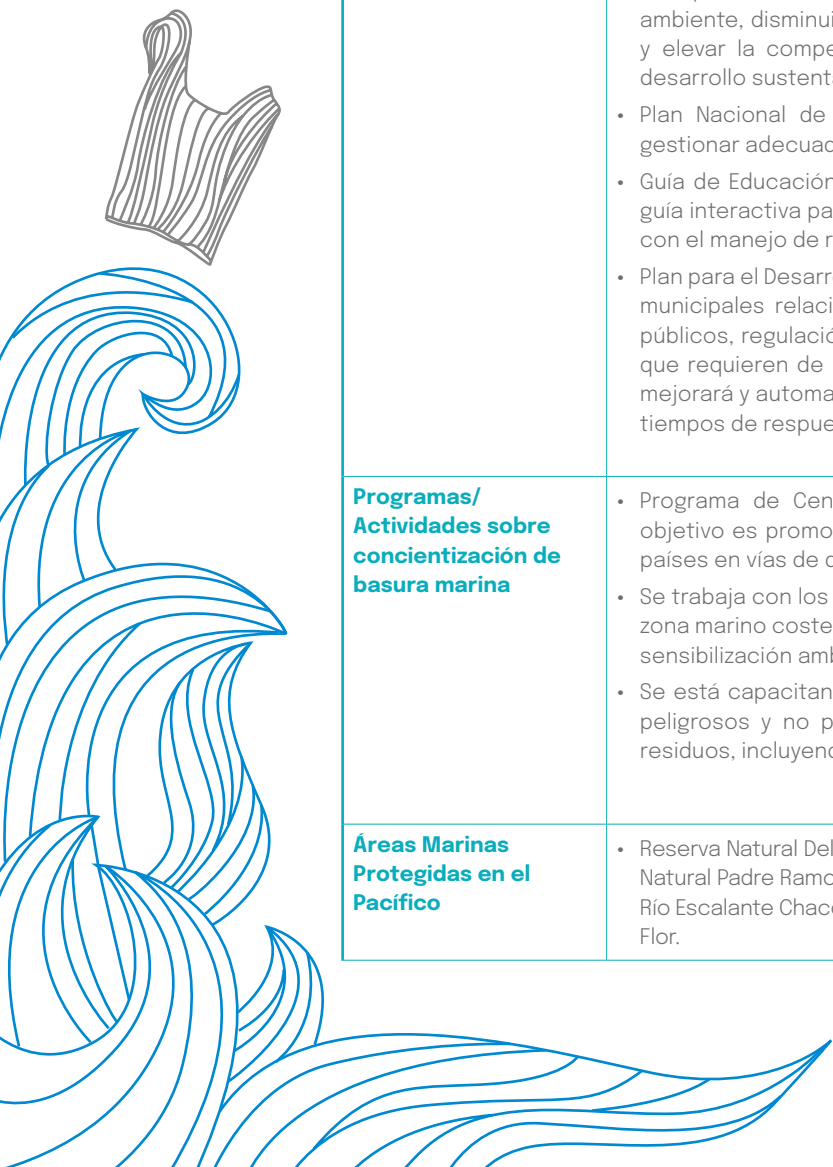 ambiente, disminui
y elevar la compe
desarrollo sustent
• Plan Nacional de
gestionar adecuad
• Guía de Educación
guía interactiva pa
con el manejo de r
• Plan para el Desarr
municipales relaci
públicos, regulació
que requieren de
mejorará y automa
tiempos de respue
Programas/
Actividades sobre
concientización de
basura marina
• Programa de Cen
objetivo es promo
países en vías de d
• Se trabaja con los
zona marino coste
sensibilización amb
• Se está capacitan
peligrosos y no p
residuos, incluyend
Áreas Marinas
Protegidas en el
Pacífico
• Reserva Natural Del
Natural Padre Ramo
Río Escalante Chaco
Flor.